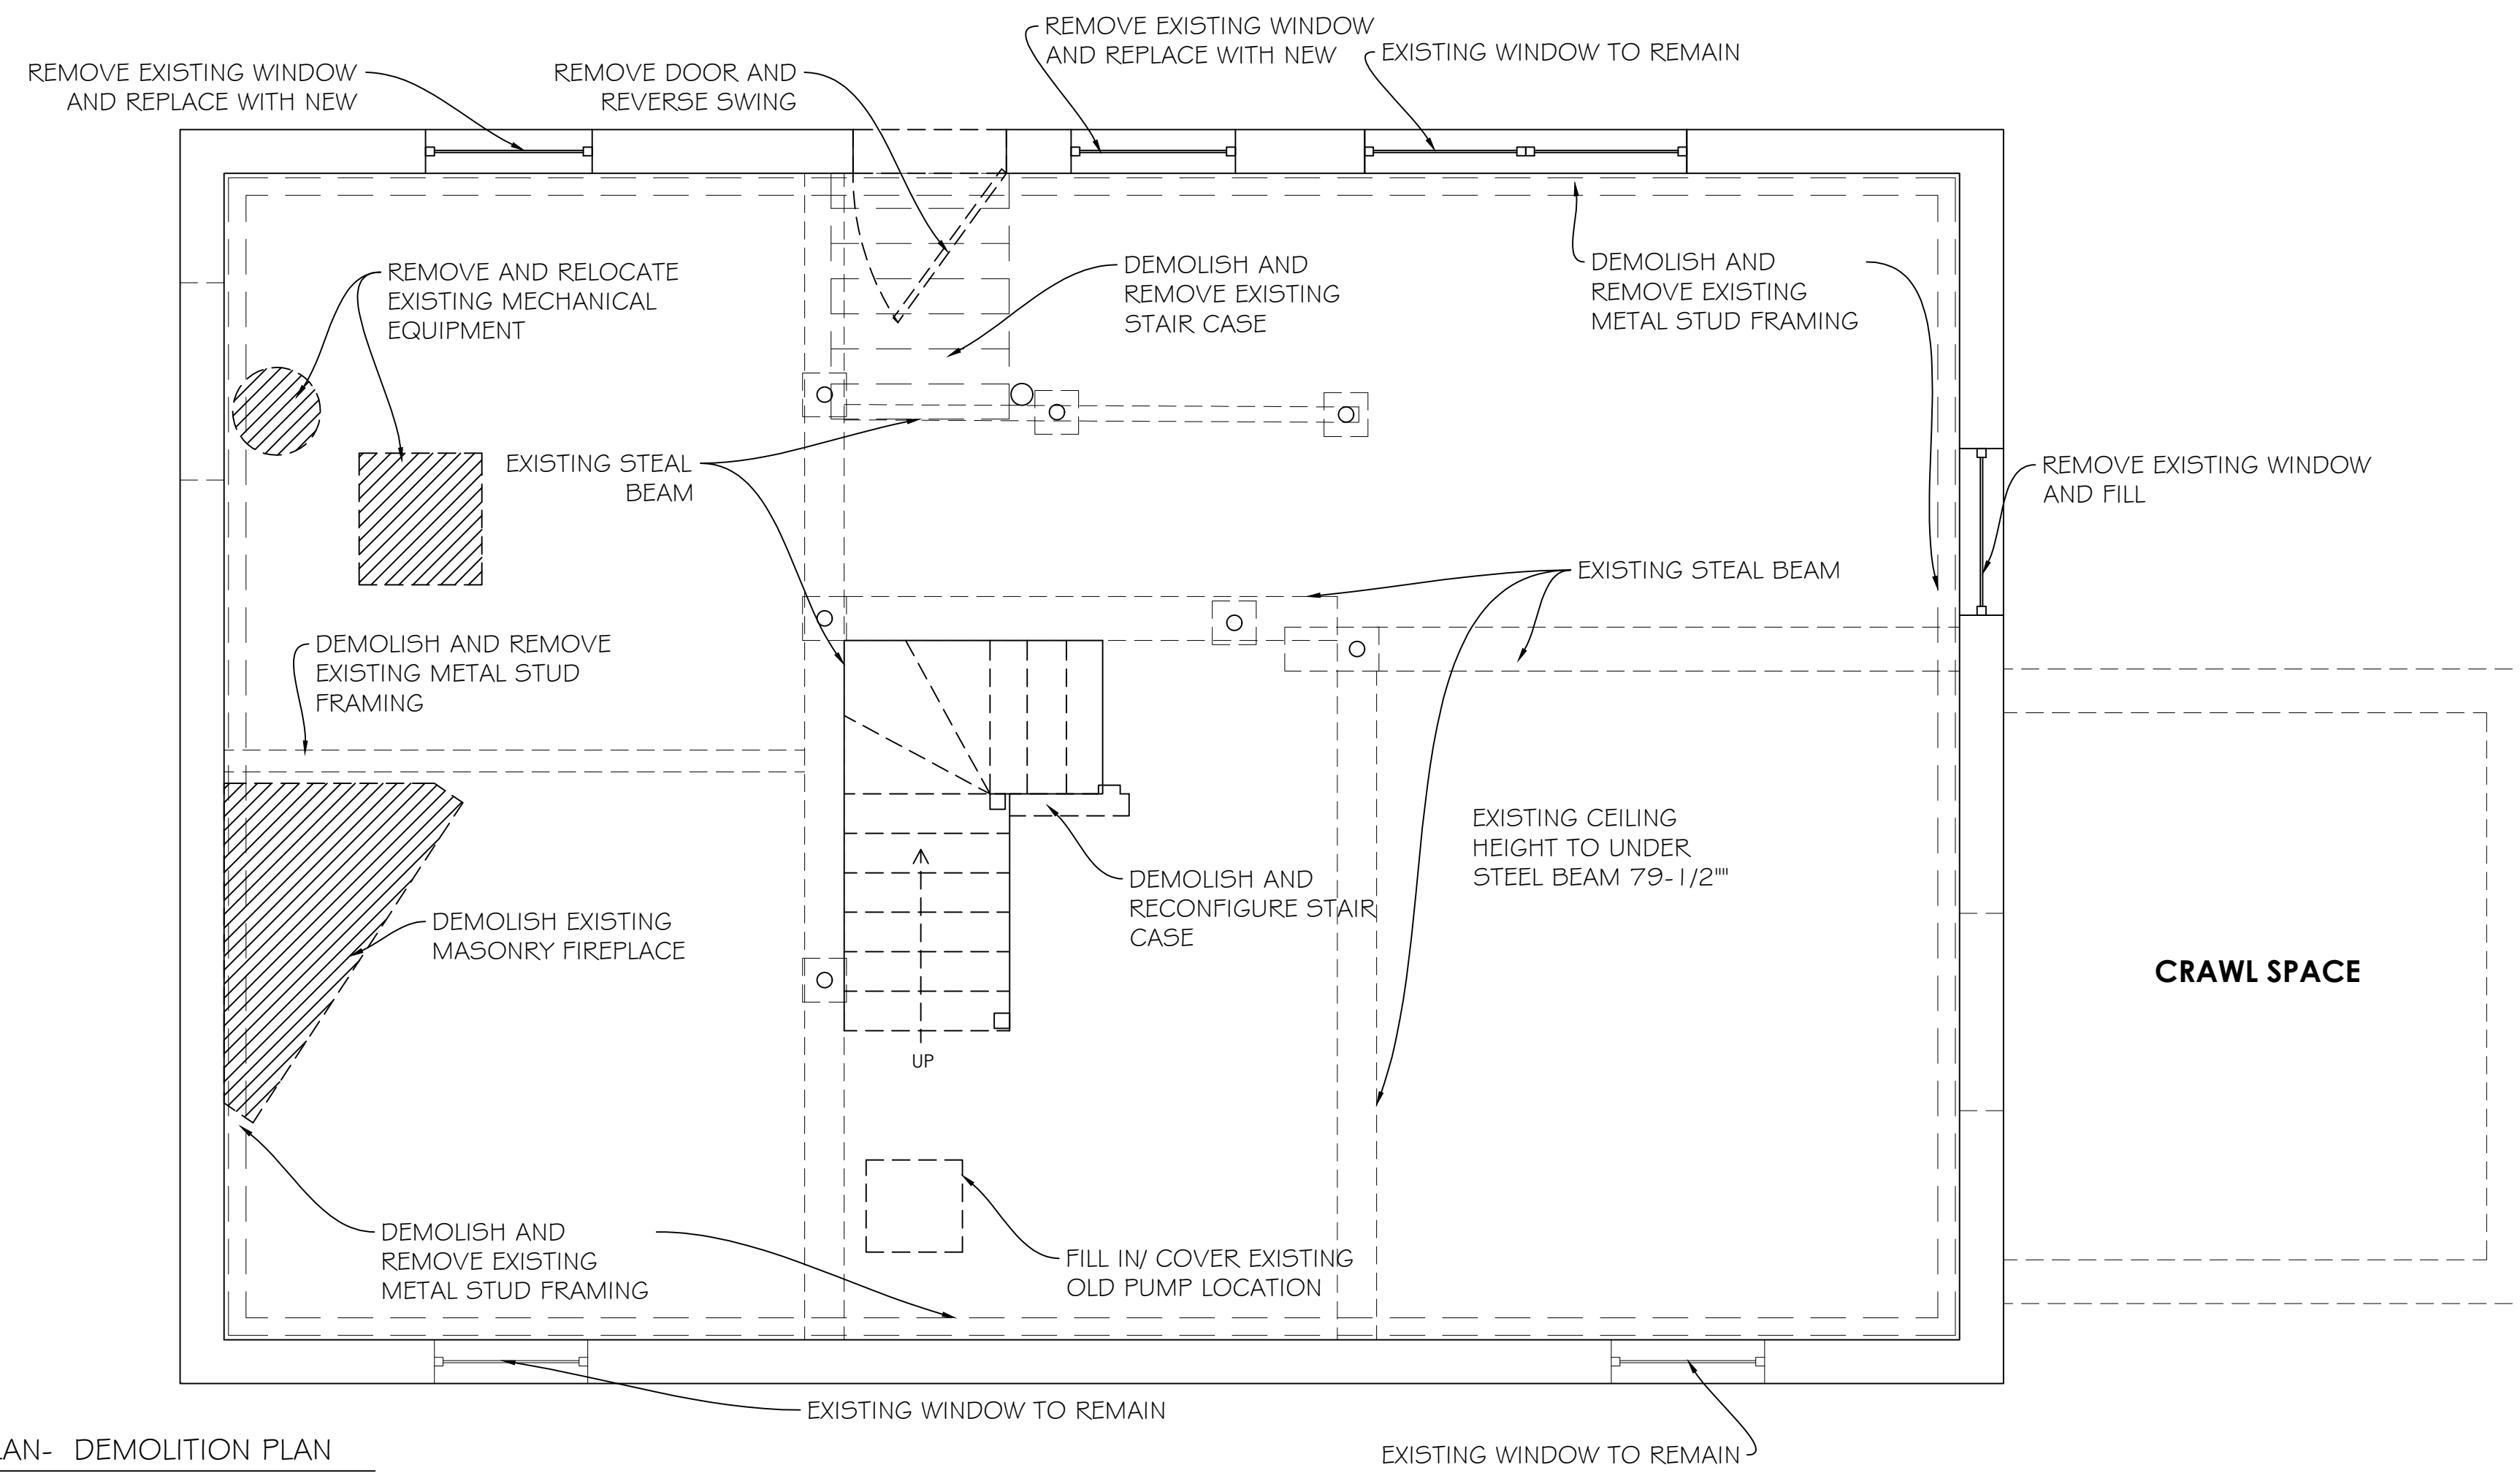 REMOVE EXISTING WINDOW
AND REPLACE WITH NEW
REMOVE DOOR AND
REVERSE SWING
REMOVE EXISTING WINDOW
AND REPLACE WITH NEW
EXISTING WINDOW TO REMAIN
REMOVE AND RELOCATE
EXISTING MECHANICAL
EQUIPMENT
DEMOLISH AND
REMOVE EXISTING
STAIR CASE
DEMOLISH AND
REMOVE EXISTING
METAL STUD FRAMING
EXISTING STEAL
BEAM
REMOVE EXISTING WINDOW
AND FILL
EXISTING STEAL BEAM
DEMOLISH AND REMOVE
EXISTING METAL STUD
FRAMING
EXISTING CEILING
HEIGHT TO UNDER
STEEL BEAM 79-1/2""
DEMOLISH AND
RECONFIGURE STAIR
CASE
DEMOLISH EXISTING
MASONRY FIREPLACE
CRAWL SPACE
UP
DEMOLISH AND
REMOVE EXISTING
METAL STUD FRAMING
FILL IN/ COVER EXISTING
OLD PUMP LOCATION
EXISTING WINDOW TO REMAIN
EXISTING WINDOW TO REMAIN
LAN- DEMOLITION PLAN